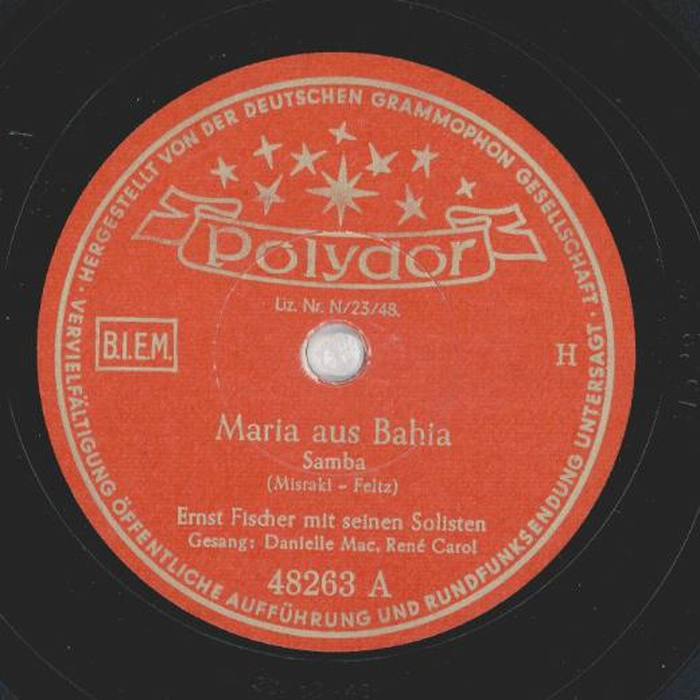 HERGESTELLT VON DER DEUTSCHEN GRAMMOPHON GESELLSCHAFT ·
Polydor
Liz. Nr. N/23/48.
B.I.E.M.
H
Maria aus Bahia
Samba
(Misraki - Feltz)
Ernst Fischer mit seinen Solisten
Gesang: Danielle Mac, René Carol
48263 A
VERVIELFÄLTIGUNG ÖFFENTLICHE AUFFÜHRUNG UND RUNDFUNKSENDUNG UNTERSAGT ·